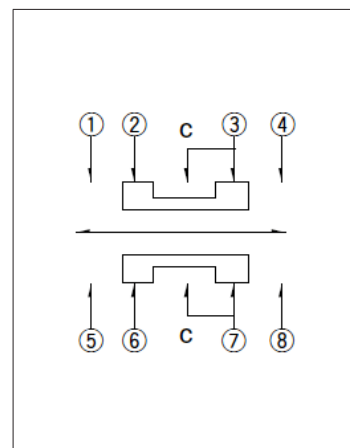 ① ② C ③ ④
⑤ ⑥ C ⑦ ⑧